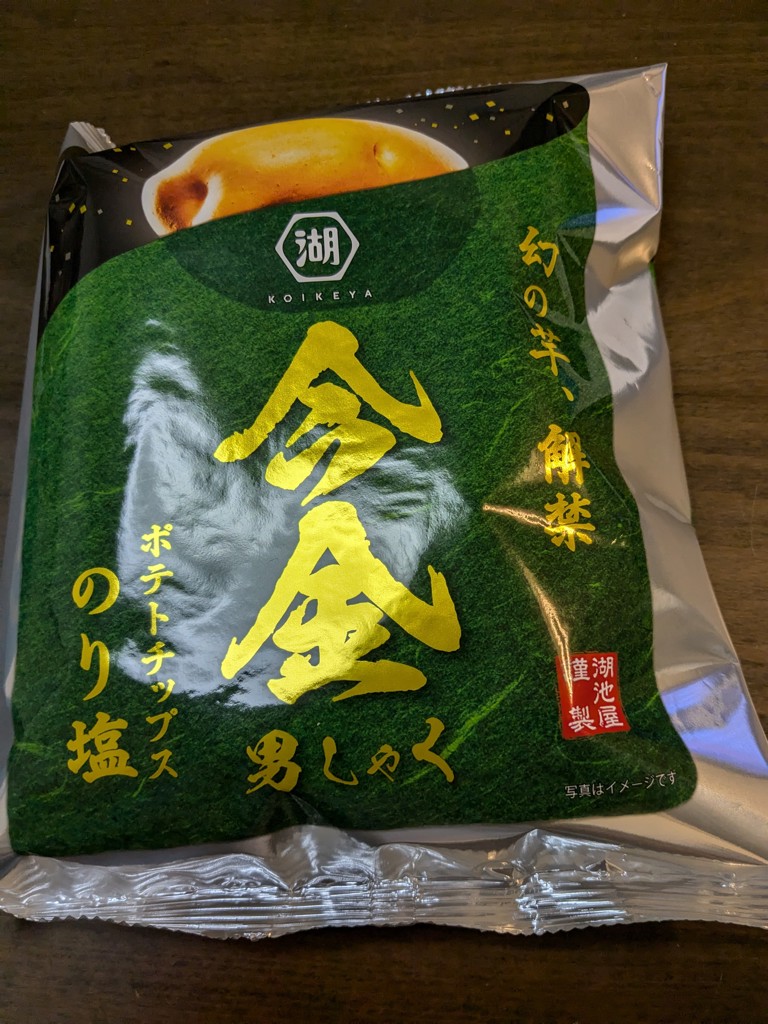 湖
KOIKEYA
幻の芋、解禁
今金
男しゃく
ポテトチップス
のり塩
湖池屋
謹製
写真はイメージです